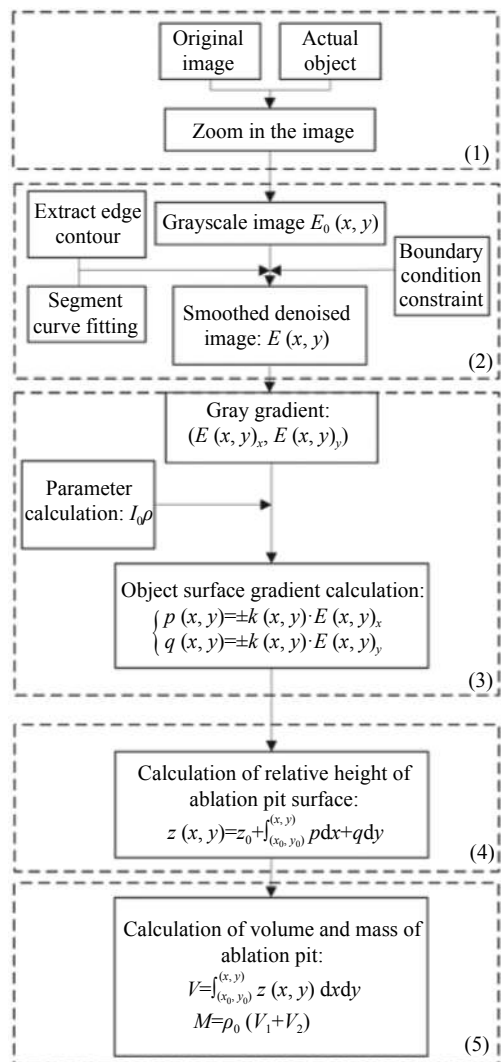 Original
image
Actual
object
Zoom in the image
(1)
Extract edge
contour
Grayscale image E₀ (x, y)
Boundary
condition
constraint
Segment
curve fitting
Smoothed denoised
image: E (x, y)
(2)
Gray gradient:
(E (x, y)ₓ, E (x, y)ᵧ)
Parameter
calculation: I₀ρ
Object surface gradient calculation:
{ p (x, y)=±k (x, y)·E (x, y)ₓ
q (x, y)=±k (x, y)·E (x, y)ᵧ
(3)
Calculation of relative height of
ablation pit surface:
z (x, y)=z₀+∫_(x₀, y₀)^(x, y) pdx+qdy
(4)
Calculation of volume and mass of
ablation pit:
V=∫_(x₀, y₀)^(x, y) z (x, y) dxdy
M=ρ₀ (V₁+V₂)
(5)